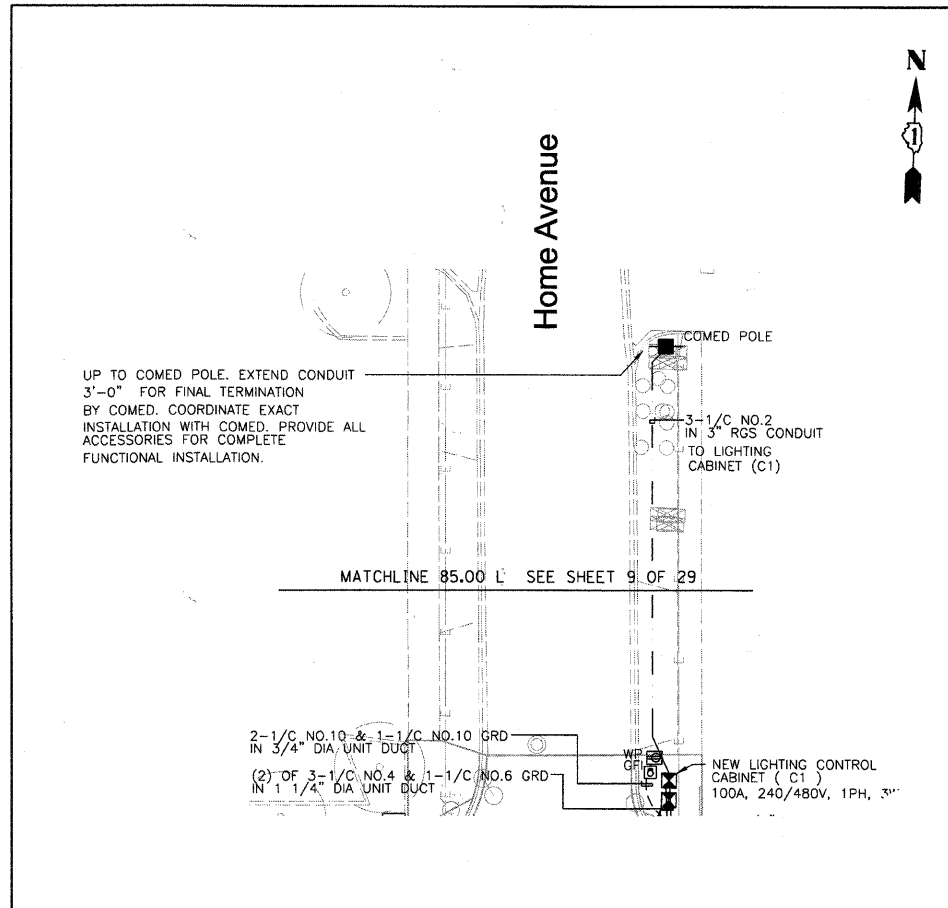 N
1
Home Avenue
COMED POLE
UP TO COMED POLE. EXTEND CONDUIT
3'-0" FOR FINAL TERMINATION
BY COMED. COORDINATE EXACT
INSTALLATION WITH COMED. PROVIDE ALL
ACCESSORIES FOR COMPLETE
FUNCTIONAL INSTALLATION.
3-1/C NO.2
IN 3" RGS CONDUIT
TO LIGHTING
CABINET (C1)
MATCHLINE 85.00 L SEE SHEET 9 OF 29
2-1/C NO.10 & 1-1/C NO.10 GRD
IN 3/4" DIA UNIT DUCT
(2) OF 3-1/C NO.4 & 1-1/C NO.6 GRD
IN 1 1/4" DIA UNIT DUCT
WP
GFI
NEW LIGHTING CONTROL
CABINET ( C1 )
100A, 240/480V, 1PH,